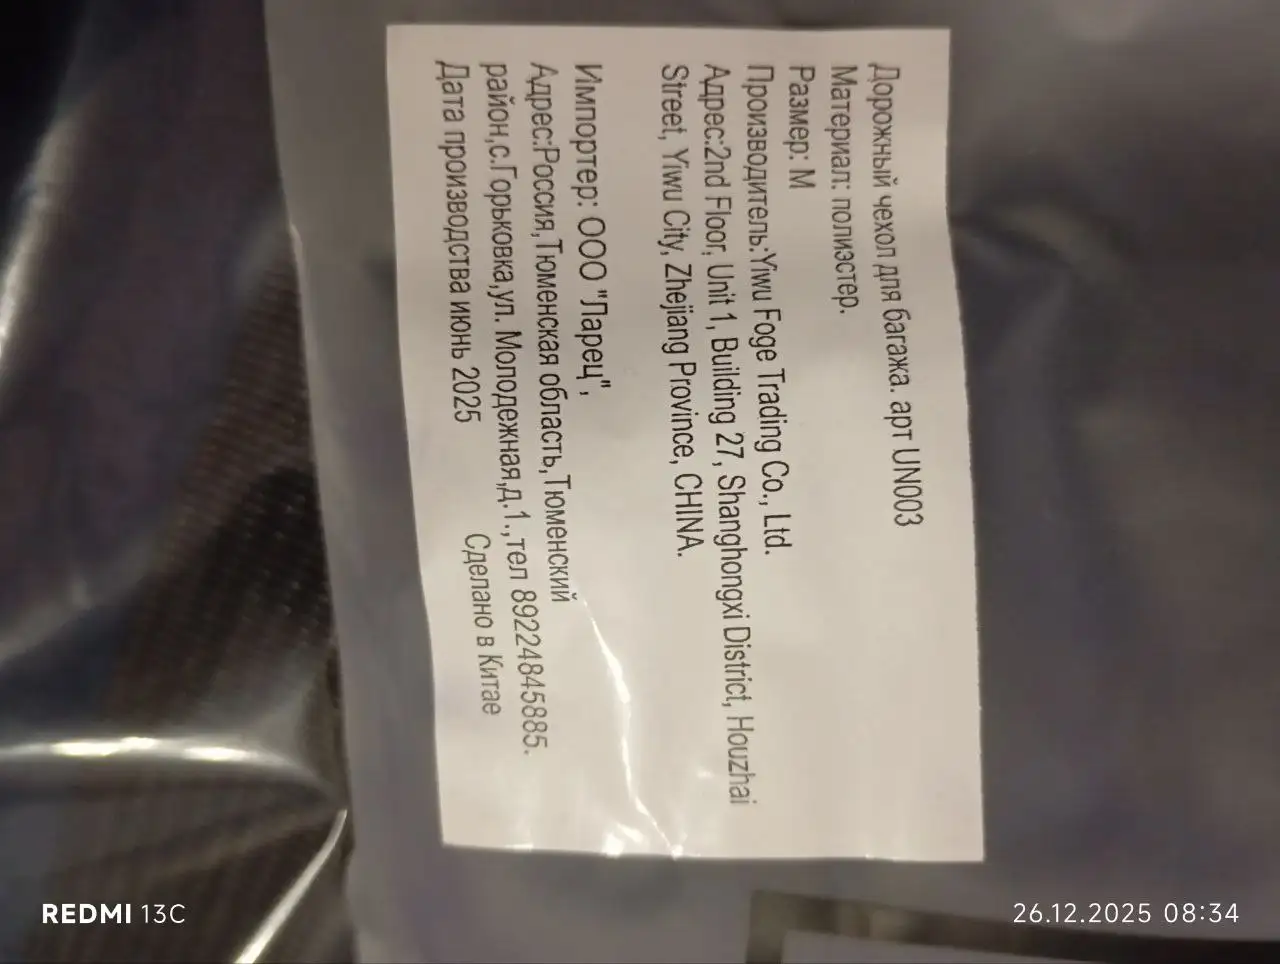 Дорожный чехол для багажа. арт UN003
Материал: полиэстер.
Размер: М
Производитель:Yiwu Foge Trading Co., Ltd.
Адрес:2nd Floor, Unit 1, Building 27, Shanghongxi District, Houzhai
Street, Yiwu City, Zhejiang Province, CHINA.
Импортер: ООО "Ларец",
Адрес:Россия,Тюменская область,Тюменский
район,с.Горьковка,ул. Молодежная,д.1.,тел 89224845885.
Дата производства июнь 2025 Сделано в Китае
REDMI 13C
26.12.2025 08:34